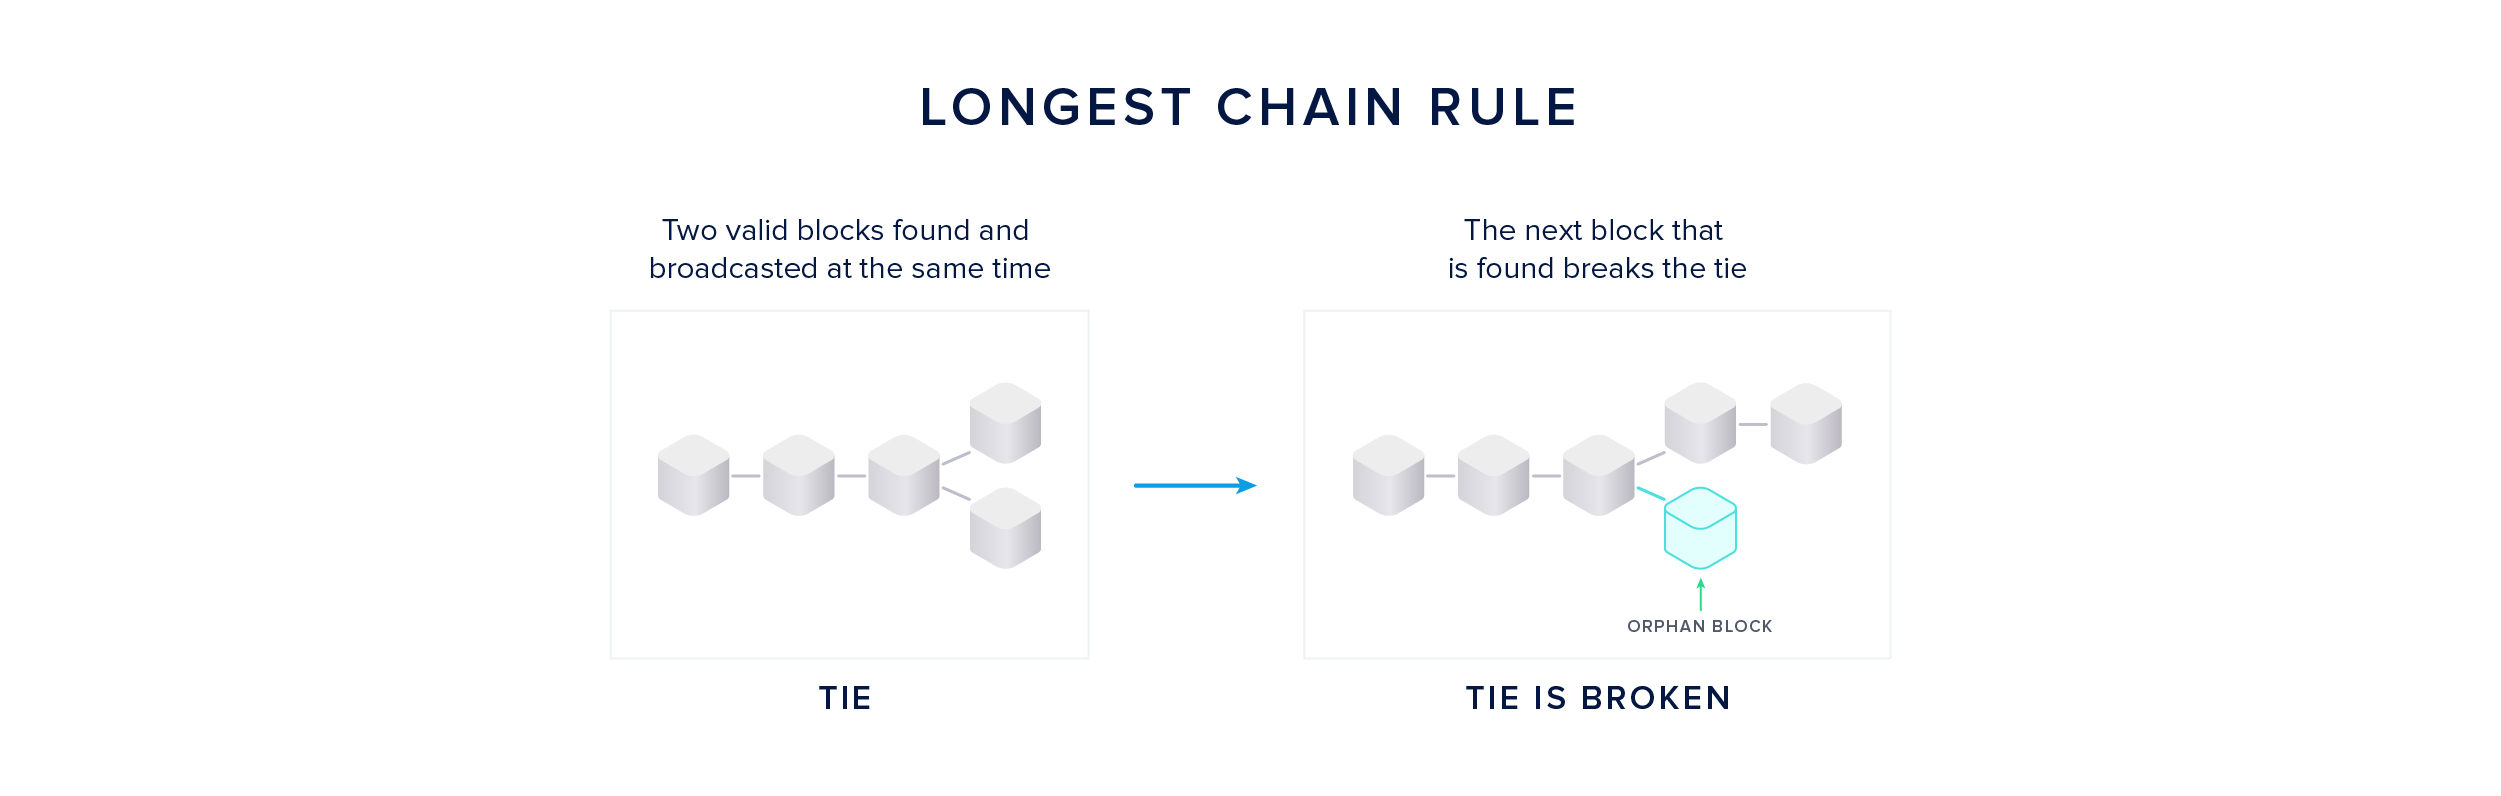 LONGEST CHAIN RULE
Two valid blocks found and
broadcasted at the same time
The next block that
is found breaks the tie
ORPHAN BLOCK
TIE
TIE IS BROKEN